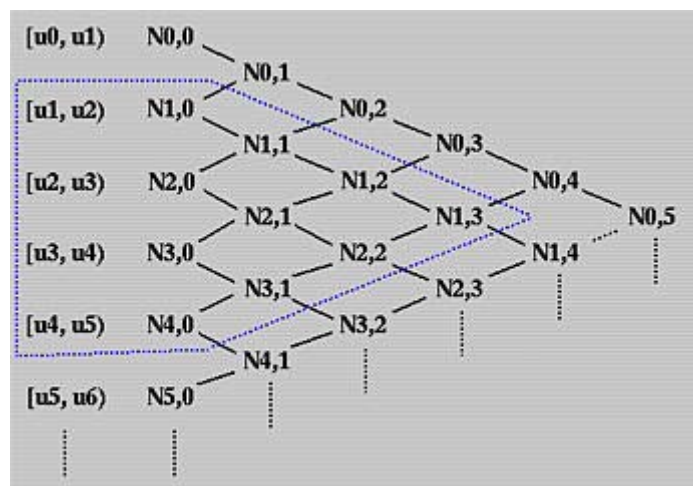 [u0, u1) N0,0
N0,1
[u1, u2) N1,0 N0,2
N1,1 N0,3
[u2, u3) N2,0 N1,2 N0,4
N2,1 N1,3 N0,5
[u3, u4) N3,0 N2,2 N1,4
N3,1 N2,3
[u4, u5) N4,0 N3,2
N4,1
[u5, u6) N5,0